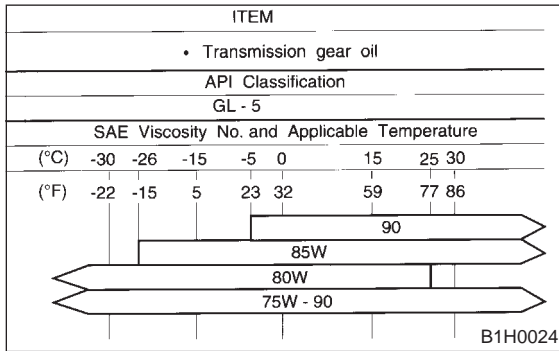 ITEM
• Transmission gear oil
API Classification
GL - 5
SAE Viscosity No. and Applicable Temperature
(°C) -30 -26 -15 -5 0 15 25 30
(°F) -22 -15 5 23 32 59 77 86
90
85W
80W
75W - 90
B1H0024